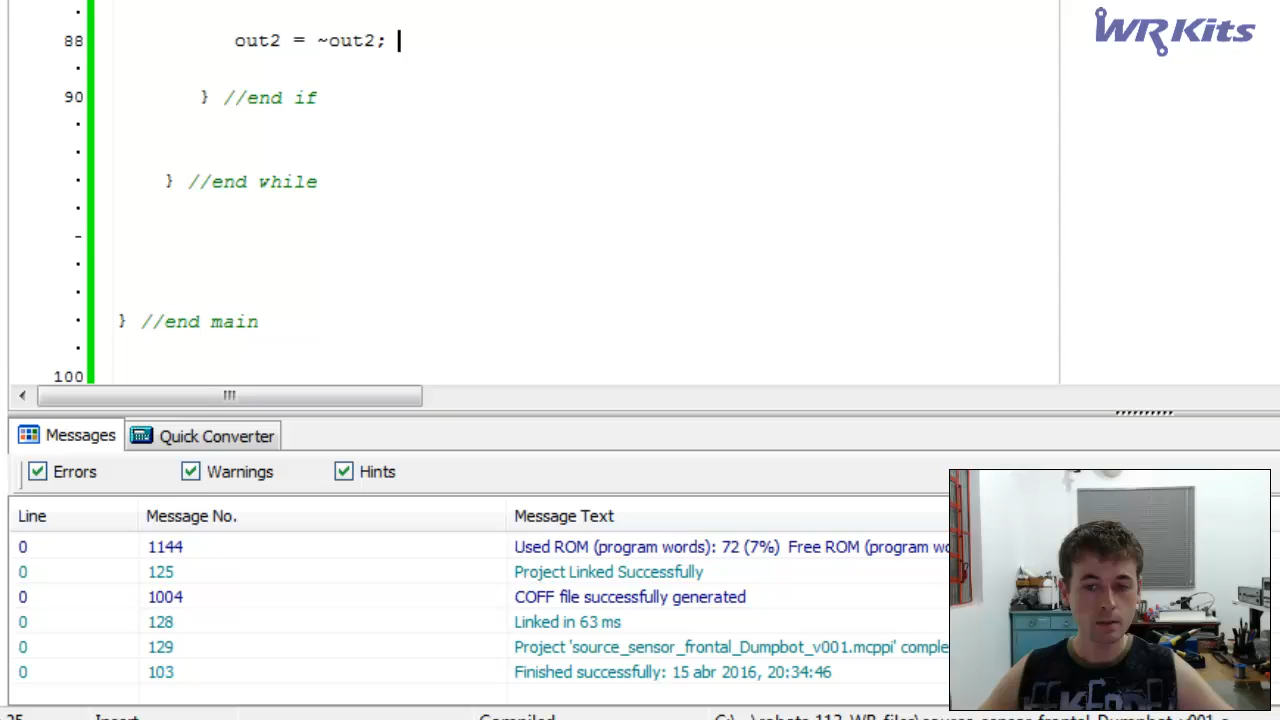 WR Kits
88 out2 = ~out2;
90 } //end if
} //end while
} //end main
100
Messages Quick Converter
Errors Warnings Hints
Line Message No. Message Text
0 1144 Used ROM (program words): 72 (7%) Free ROM (program
0 125 Project Linked Successfully
0 1004 COFF file successfully generated
0 128 Linked in 63 ms
0 129 Project 'source_sensor_frontal_Dumpbot_v001.mcppi'
0 103 Finished successfully: 15 abr 2016, 20:34:46
Insert Compiled